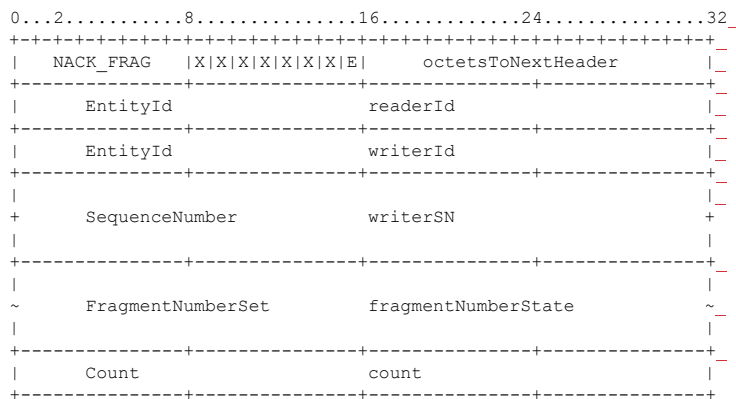 0...2...........8...............16.............24...............32
+-+-+-+-+-+-+-+-+-+-+-+-+-+-+-+-+-+-+-+-+-+-+-+-+-+-+-+-+-+-+-+-+
|   NACK_FRAG   |X|X|X|X|X|X|X|E|      octetsToNextHeader        |
+---------------+---------------+---------------+---------------+
|      EntityId                  readerId                       |
+---------------+---------------+---------------+---------------+
|      EntityId                  writerId                       |
+---------------+---------------+---------------+---------------+
|                                                               |
+      SequenceNumber            writerSN                       +
|                                                               |
+---------------+---------------+---------------+---------------+
|                                                               |
~      FragmentNumberSet         fragmentNumberState            ~
|                                                               |
+---------------+---------------+---------------+---------------+
|      Count                     count                          |
+---------------+---------------+---------------+---------------+